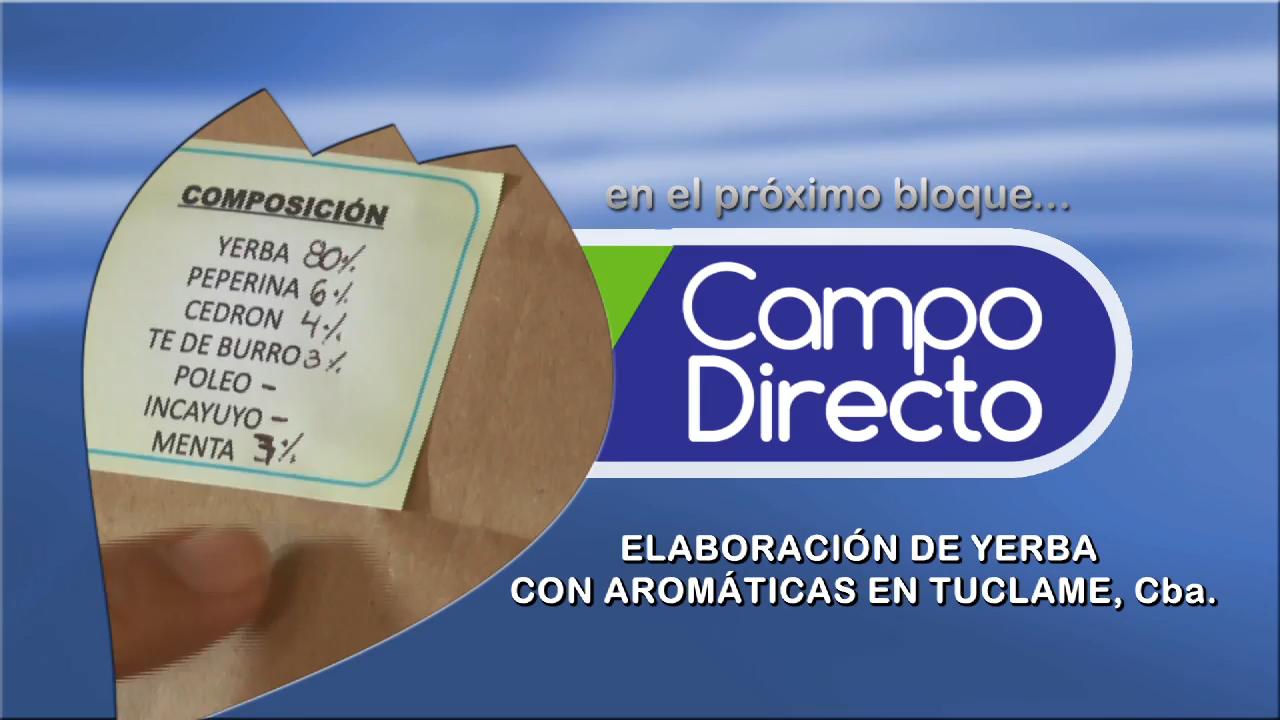 COMPOSICIÓN
YERBA 80%
PEPERINA 6%
CEDRON 4%
TE DE BURRO 3%
POLEO -
INCAYUYO -
MENTA 3%
en el próximo bloque...
Campo
Directo
ELABORACIÓN DE YERBA
CON AROMÁTICAS EN TUCLAME, Cba.